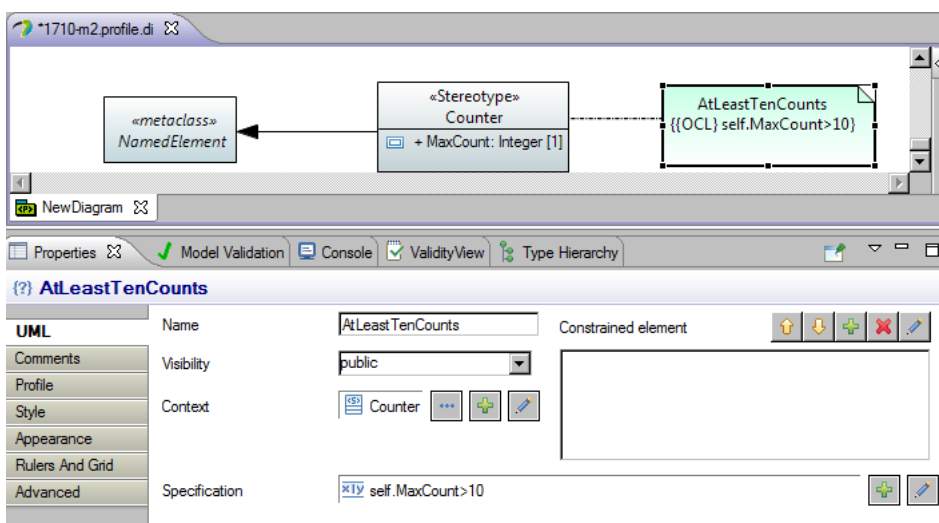 *1710-m2.profile.di
«metaclass»
NamedElement
«Stereotype»
Counter
+ MaxCount: Integer [1]
AtLeastTenCounts
{{OCL} self.MaxCount>10}
<P> NewDiagram
Properties
Model Validation
Console
ValidityView
Type Hierarchy
{?} AtLeastTenCounts
UML
Comments
Profile
Style
Appearance
Rulers And Grid
Advanced
Name
AtLeastTenCounts
Visibility
public
Context
<S> Counter
Constrained element
Specification
x|y self.MaxCount>10